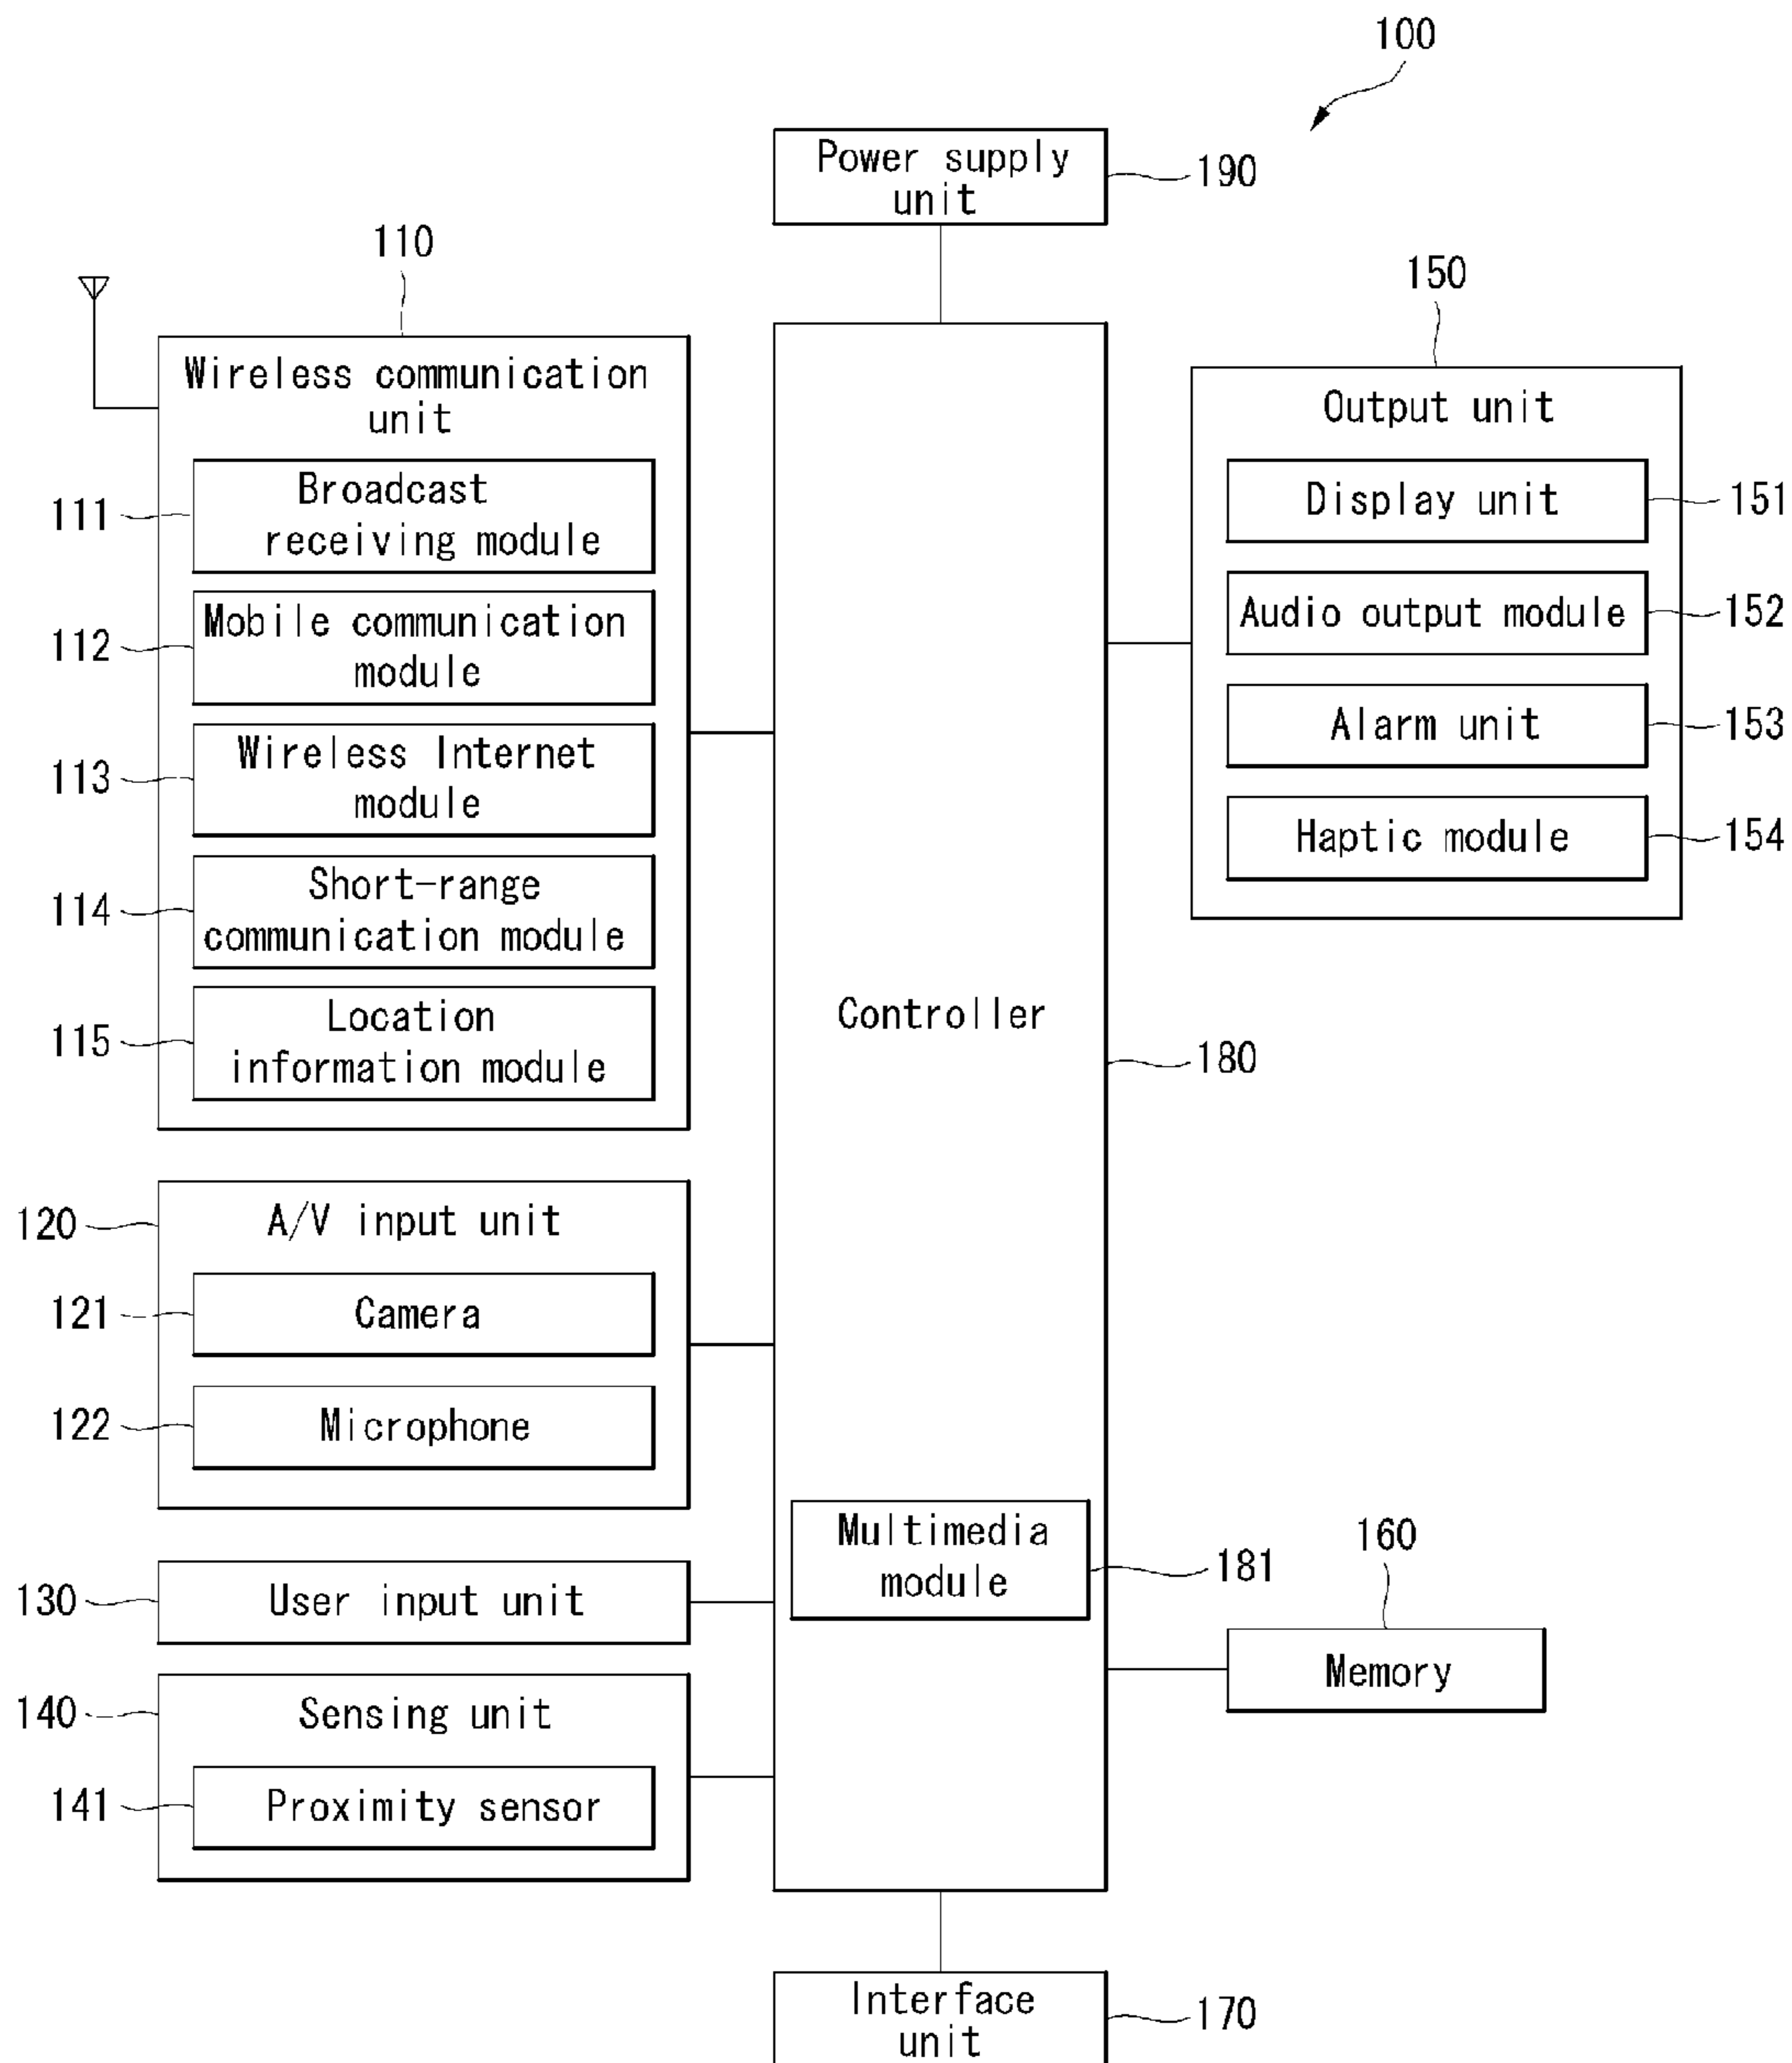 100
Power supply
unit
190
110
Wireless communication
unit
111
Broadcast
receiving module
112
Mobile communication
module
113
Wireless Internet
module
114
Short-range
communication module
115
Location
information module
120
A/V input unit
121
Camera
122
Microphone
130
User input unit
140
Sensing unit
141
Proximity sensor
Controller
180
Multimedia
module
181
150
Output unit
Display unit
151
Audio output module
152
Alarm unit
153
Haptic module
154
160
Memory
Interface
unit
170